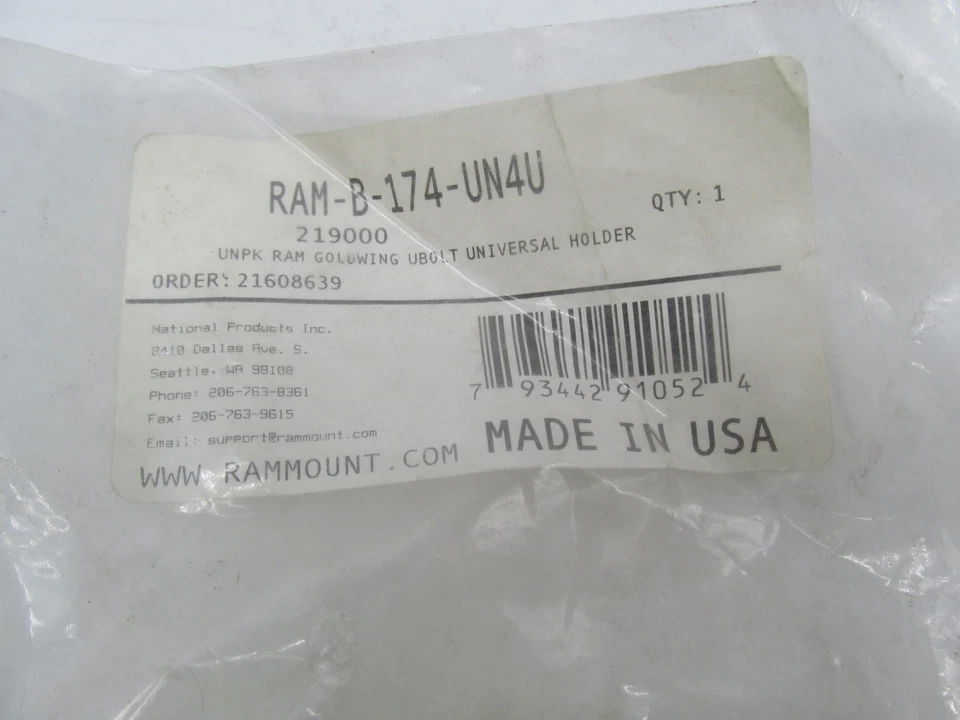 RAM-B-174-UN4U
QTY: 1
219000
UNPK RAM GOLDWING UBOLT UNIVERSAL HOLDER
ORDER: 21608639
National Products Inc.
8410 Dallas Ave. S.
Seattle, WA 98108
Phone: 206-763-8361
Fax: 206-763-9615
Email: support@rammount.com
WWW.RAMMOUNT.COM
7 93442 91052 4
MADE IN USA